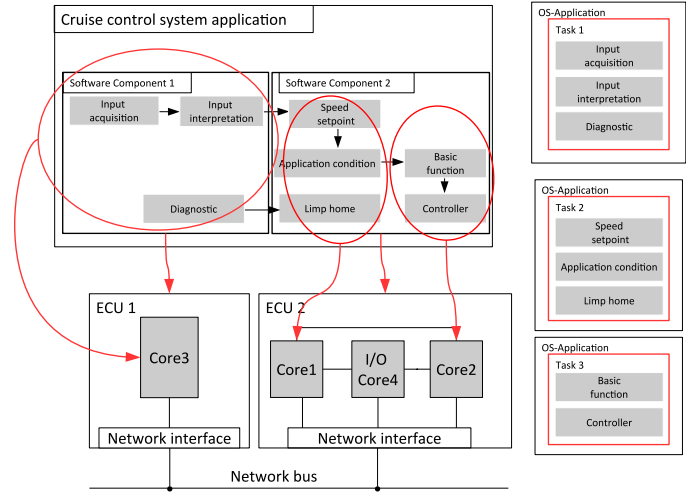 Cruise control system application
Software Component 1
Software Component 2
Input
acquisition
Input
interpretation
Speed
setpoint
Application condition
Basic
function
Diagnostic
Limp home
Controller
ECU 1
ECU 2
Core3
Core1
I/O
Core4
Core2
Network interface
Network interface
Network bus
OS-Application
Task 1
Input
acquisition
Input
interpretation
Diagnostic
OS-Application
Task 2
Speed
setpoint
Application condition
Limp home
OS-Application
Task 3
Basic
function
Controller